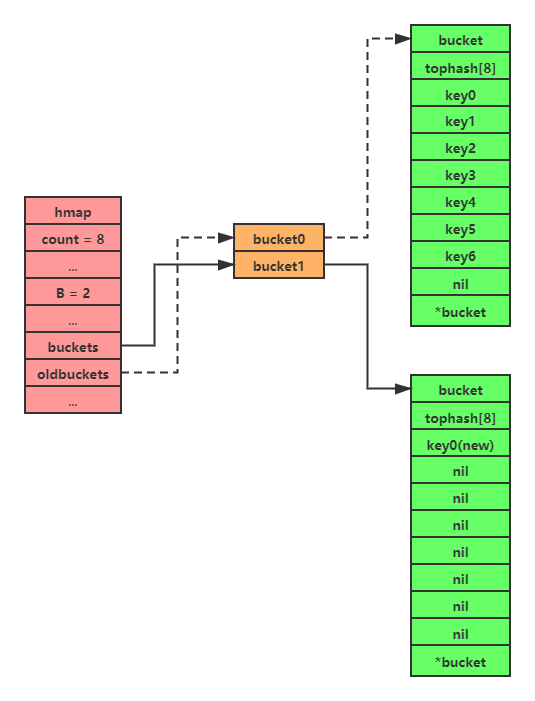 hmap
count = 8
...
B = 2
...
buckets
oldbuckets
...
bucket0
bucket1
bucket
tophash[8]
key0
key1
key2
key3
key4
key5
key6
nil
*bucket
bucket
tophash[8]
key0(new)
nil
nil
nil
nil
nil
nil
nil
*bucket